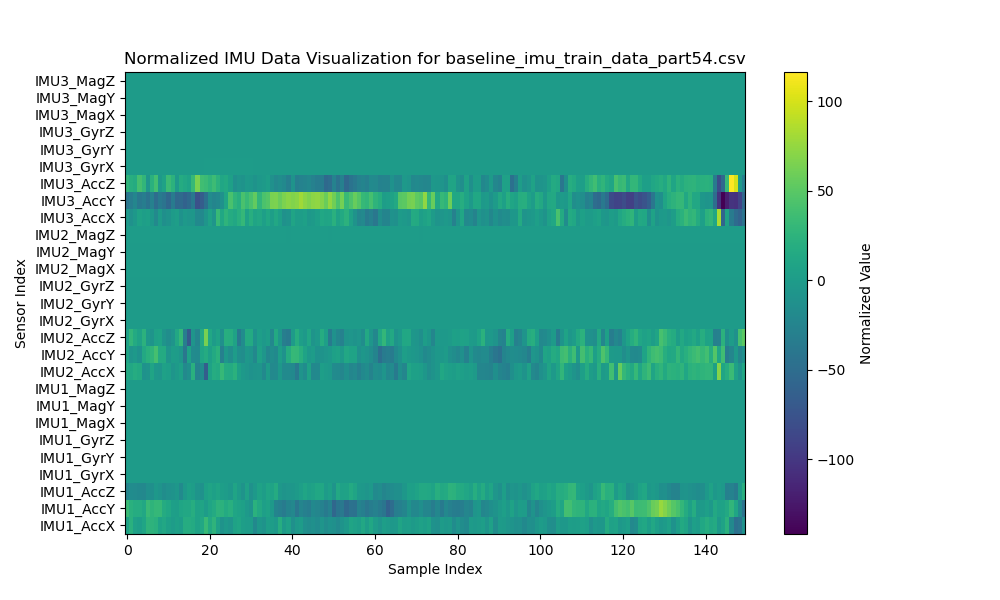 Normalized IMU Data Visualization for baseline_imu_train_data_part54.csv
IMU3_MagZ
IMU3_MagY
IMU3_MagX
IMU3_GyrZ
IMU3_GyrY
IMU3_GyrX
IMU3_AccZ
IMU3_AccY
IMU3_AccX
IMU2_MagZ
IMU2_MagY
IMU2_MagX
IMU2_GyrZ
IMU2_GyrY
IMU2_GyrX
IMU2_AccZ
IMU2_AccY
IMU2_AccX
IMU1_MagZ
IMU1_MagY
IMU1_MagX
IMU1_GyrZ
IMU1_GyrY
IMU1_GyrX
IMU1_AccZ
IMU1_AccY
IMU1_AccX
Sensor Index
0 20 40 60 80 100 120 140
Sample Index
100
50
0
−50
−100
Normalized Value